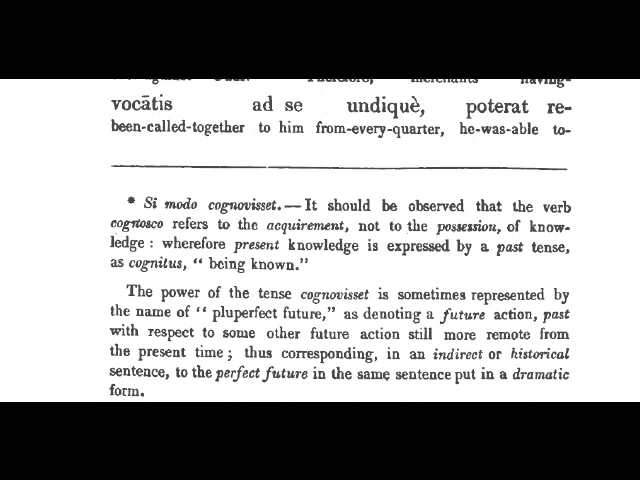 Therefore, merchants having-
vocātis ad se undiquè, poterat re-
been-called-together to him from-every-quarter, he-was-able to-
* Si modo cognovisset.—It should be observed that the verb
cognosco refers to the acquirement, not to the possession, of know-
ledge : wherefore present knowledge is expressed by a past tense,
as cognitus, “ being known.”
The power of the tense cognovisset is sometimes represented by
the name of “ pluperfect future,” as denoting a future action, past
with respect to some other future action still more remote from
the present time ; thus corresponding, in an indirect or historical
sentence, to the perfect future in the same sentence put in a dramatic
form.